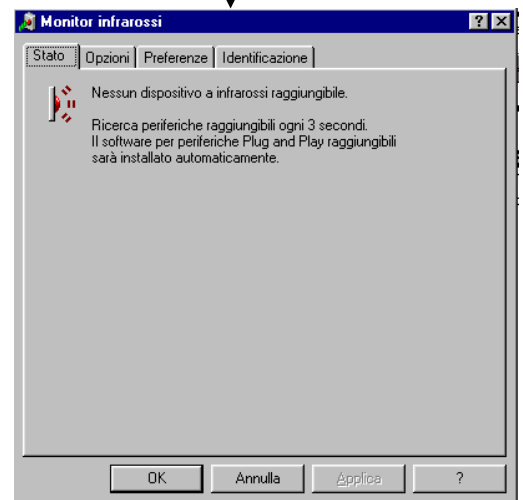 Monitor infrarossi
Stato Opzioni Preferenze Identificazione
Nessun dispositivo a infrarossi raggiungibile.
Ricerca periferiche raggiungibili ogni 3 secondi.
Il software per periferiche Plug and Play raggiungibili
sarà installato automaticamente.
OK Annulla Applica ?